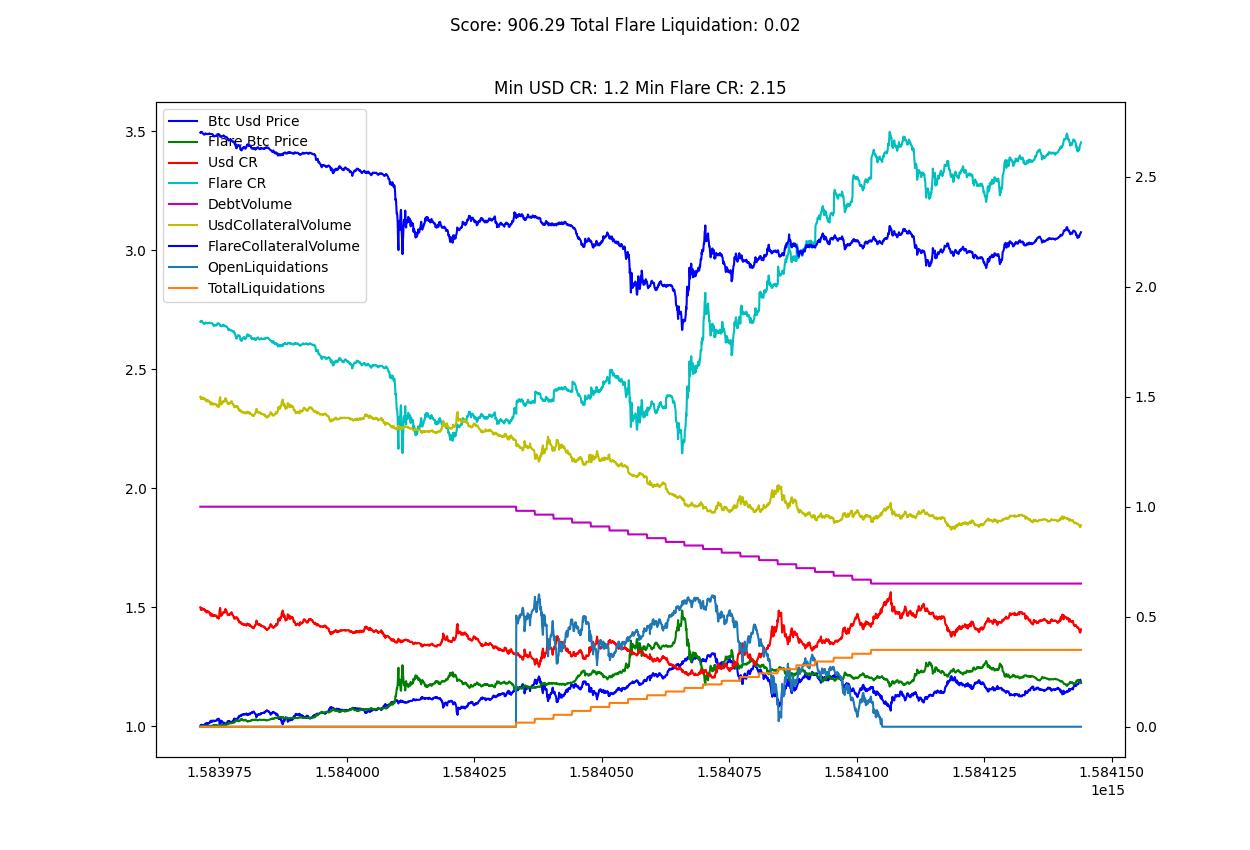 Score: 906.29 Total Flare Liquidation: 0.02
Min USD CR: 1.2 Min Flare CR: 2.15
Btc Usd Price
Flare Btc Price
Usd CR
Flare CR
DebtVolume
UsdCollateralVolume
FlareCollateralVolume
OpenLiquidations
TotalLiquidations
3.5
3.0
2.5
2.0
1.5
1.0
2.5
2.0
1.5
1.0
0.5
0.0
1.583975 1.584000 1.584025 1.584050 1.584075 1.584100 1.584125 1.584150
1e15